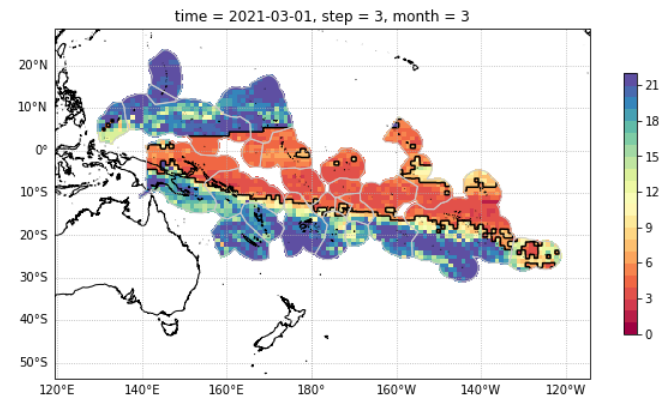 time = 2021-03-01, step = 3, month = 3
20°N
10°N
0°
10°S
20°S
30°S
40°S
50°S
120°E 140°E 160°E 180° 160°W 140°W 120°W
21
18
15
12
9
6
3
0